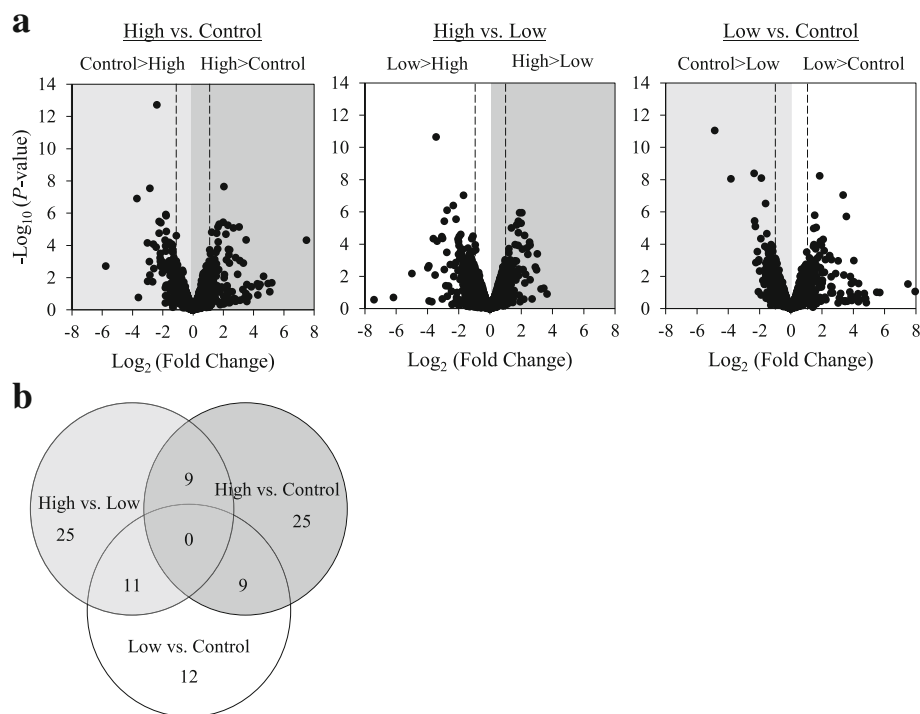 a
High vs. Control
High vs. Low
Low vs. Control
Control>High
High>Control
Low>High
High>Low
Control>Low
Low>Control
-Log10 (P-value)
14
12
10
8
6
4
2
0
14
12
10
8
6
4
2
0
14
12
10
8
6
4
2
0
-8 -6 -4 -2 0 2 4 6 8
-8 -6 -4 -2 0 2 4 6 8
-8 -6 -4 -2 0 2 4 6 8
Log2 (Fold Change)
Log2 (Fold Change)
Log2 (Fold Change)
b
9
High vs. Low
High vs. Control
25
25
0
11
9
Low vs. Control
12